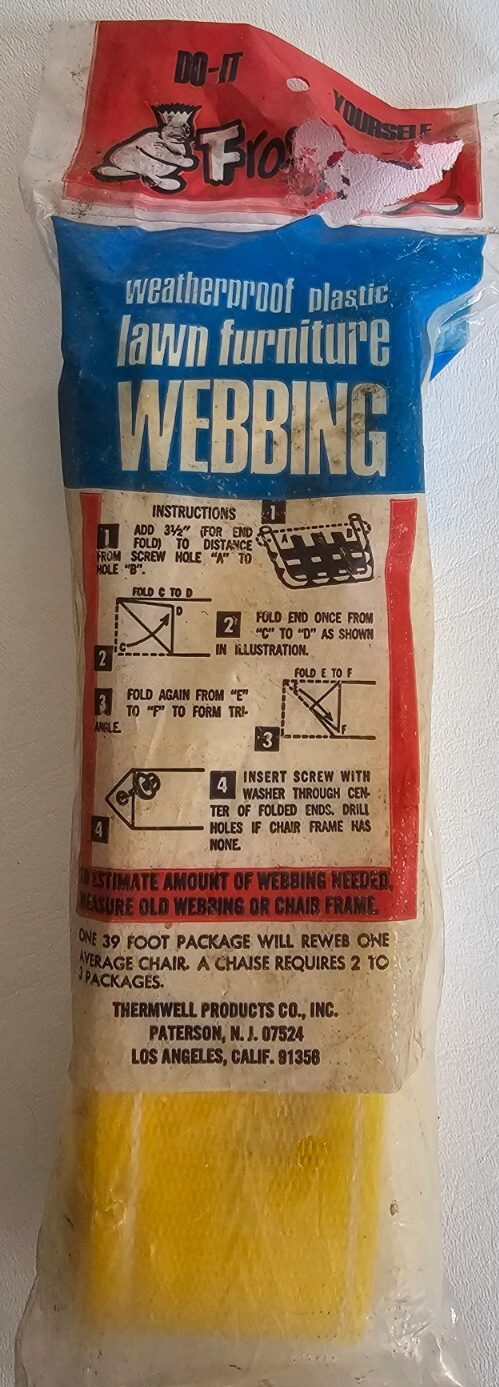 DO-IT
YOURSELF
weatherproof plastic
lawn furniture
WEBBING
INSTRUCTIONS
1
1 ADD 3½" (FOR END
FOLD) TO DISTANCE
FROM SCREW HOLE "A" TO
HOLE "B".
FOLD C TO D
D
C
2
2 FOLD END ONCE FROM
"C" TO "D" AS SHOWN
IN ILLUSTRATION.
FOLD E TO F
E
F
3
3 FOLD AGAIN FROM "E"
TO "F" TO FORM TRI-
ANGLE.
4
4 INSERT SCREW WITH
WASHER THROUGH CEN-
TER OF FOLDED ENDS. DRILL
HOLES IF CHAIR FRAME HAS
NONE.
TO ESTIMATE AMOUNT OF WEBBING NEEDED,
MEASURE OLD WEBBING OR CHAIR FRAME.
ONE 39 FOOT PACKAGE WILL REWEB ONE
AVERAGE CHAIR. A CHAISE REQUIRES 2 TO
3 PACKAGES.
THERMWELL PRODUCTS CO., INC.
PATERSON, N. J. 07524
LOS ANGELES, CALIF. 91356